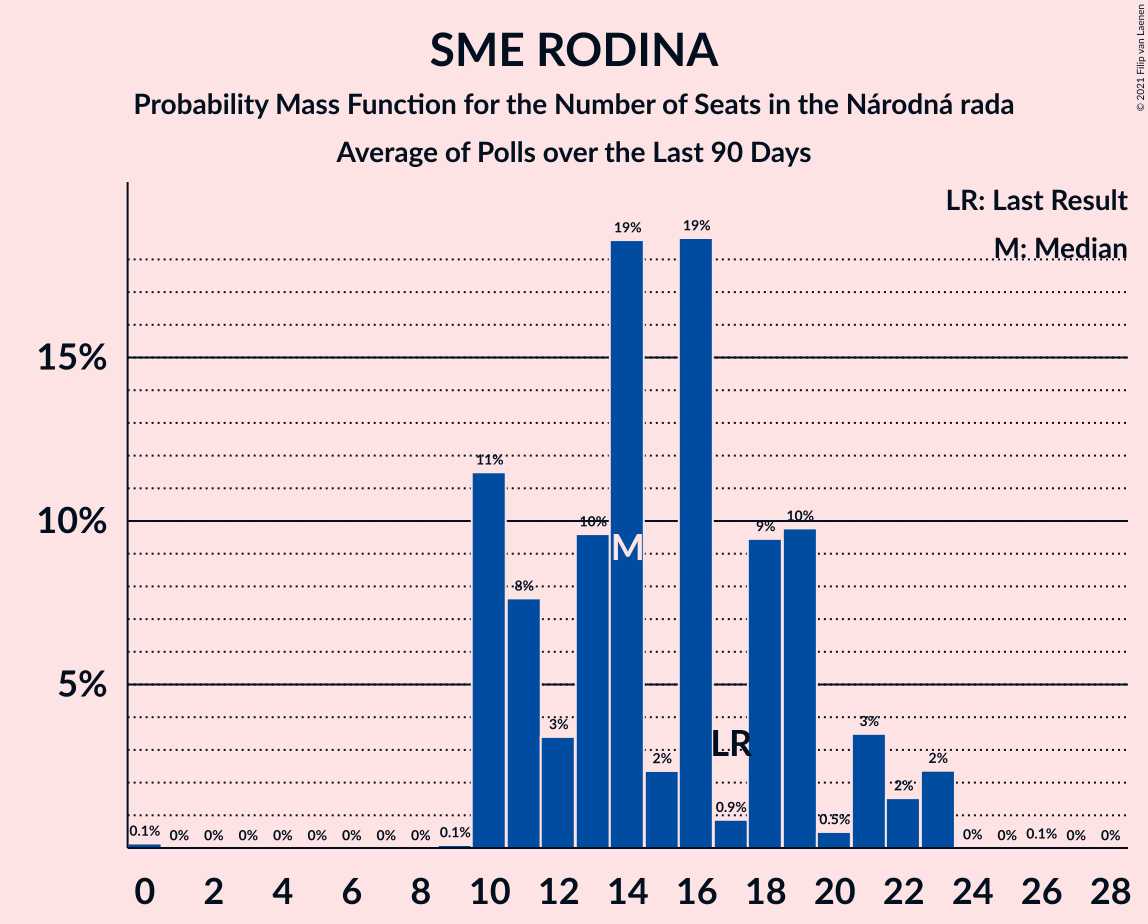 SME RODINA
Probability Mass Function for the Number of Seats in the Národná rada
Average of Polls over the Last 90 Days
© 2021 Filip van Laenen
LR: Last Result
M: Median
15%
10%
5%
0.1% 0% 0% 0% 0% 0% 0% 0% 0% 0.1% 11% 8% 3% 10% 19% 2% 19% 0.9% 9% 10% 0.5% 3% 2% 2% 0% 0% 0.1% 0% 0%
M
LR
0 2 4 6 8 10 12 14 16 18 20 22 24 26 28